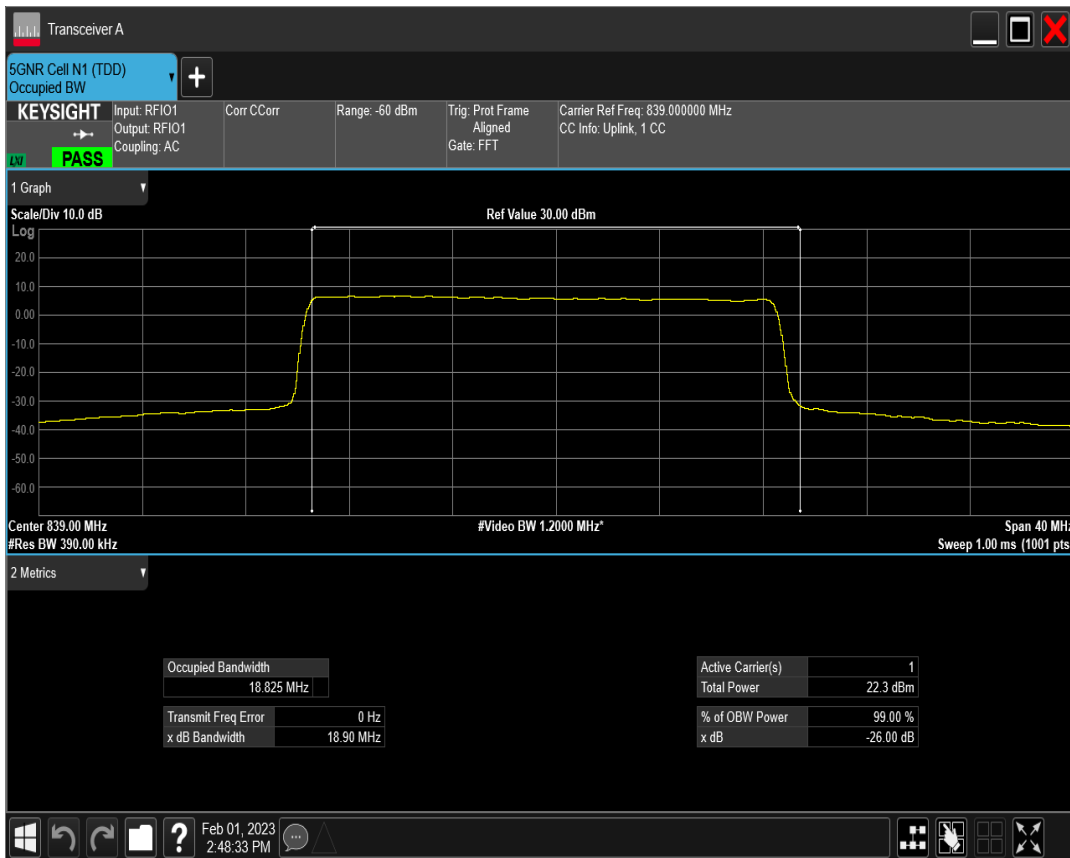 Transceiver A
5GNR Cell N1 (TDD)
Occupied BW
+
KEYSIGHT
LXI
PASS
Input: RFIO1
Output: RFIO1
Coupling: AC
Corr CCorr
Range: -60 dBm
Trig: Prot Frame
Aligned
Gate: FFT
Carrier Ref Freq: 839.000000 MHz
CC Info: Uplink, 1 CC
1 Graph
Scale/Div 10.0 dB
Ref Value 30.00 dBm
Log
20.0
10.0
0.00
-10.0
-20.0
-30.0
-40.0
-50.0
-60.0
Center 839.00 MHz
#Video BW 1.2000 MHz*
Span 40 MHz
#Res BW 390.00 kHz
Sweep 1.00 ms (1001 pts
2 Metrics
Occupied Bandwidth
18.825 MHz
Transmit Freq Error 0 Hz
x dB Bandwidth 18.90 MHz
Active Carrier(s) 1
Total Power 22.3 dBm
% of OBW Power 99.00 %
x dB -26.00 dB
?
Feb 01, 2023
2:48:33 PM